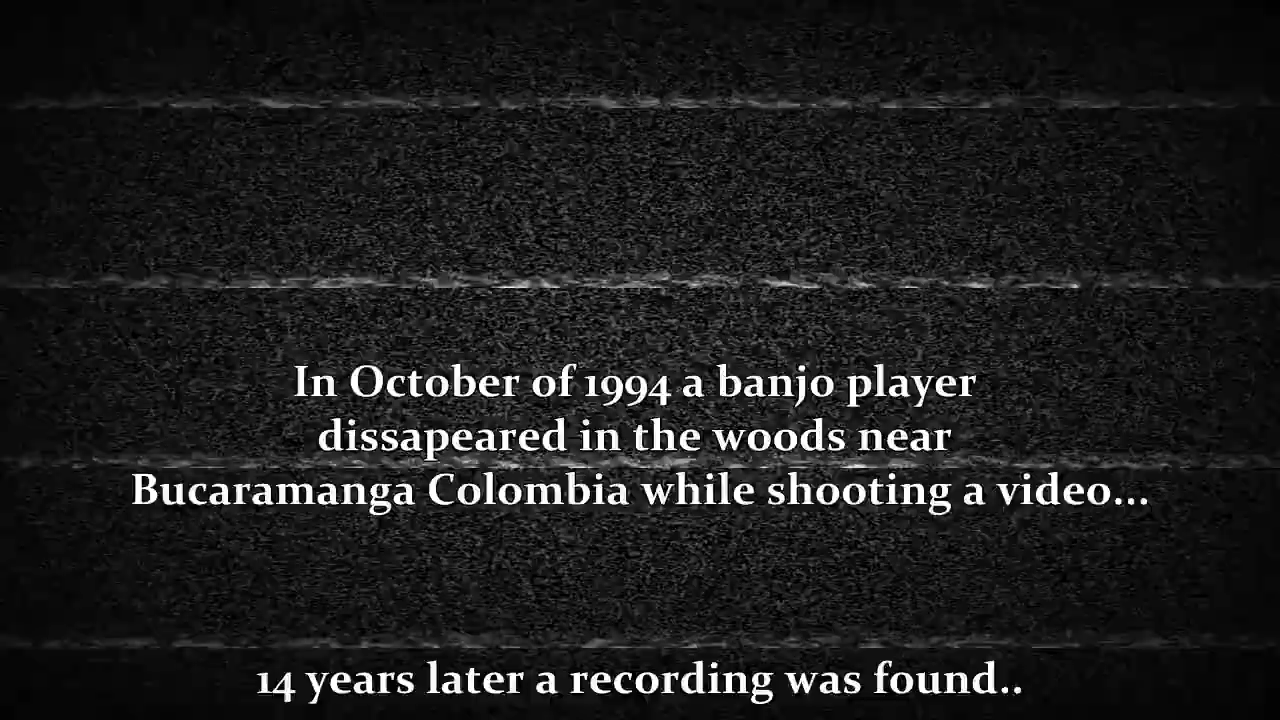 In October of 1994 a banjo player
dissapeared in the woods near
Bucaramanga Colombia while shooting a video...
14 years later a recording was found..